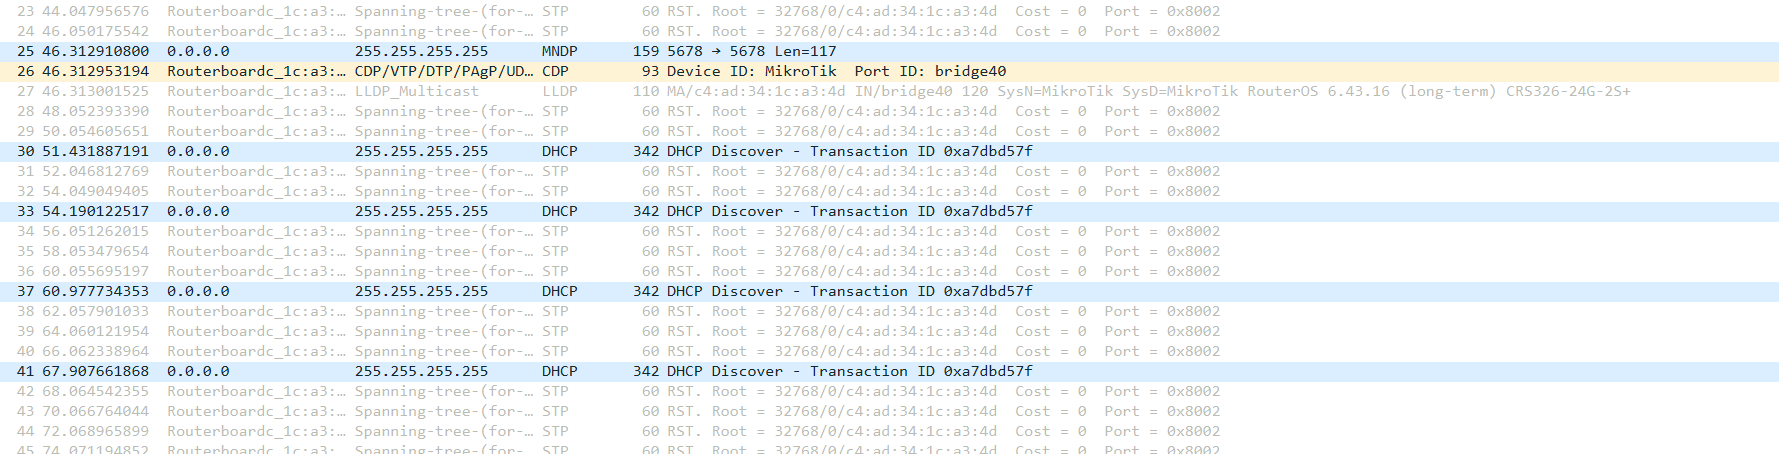 23 44.047956576 Routerboardc_1c:a3:… Spanning-tree-(for-… STP 60 RST. Root = 32768/0/c4:ad:34:1c:a3:4d Cost = 0 Port = 0x8002
24 46.050175542 Routerboardc_1c:a3:… Spanning-tree-(for-… STP 60 RST. Root = 32768/0/c4:ad:34:1c:a3:4d Cost = 0 Port = 0x8002
25 46.312910800 0.0.0.0 255.255.255.255 MNDP 159 5678 → 5678 Len=117
26 46.312953194 Routerboardc_1c:a3:… CDP/VTP/DTP/PAgP/UD… CDP 93 Device ID: MikroTik Port ID: bridge40
27 46.313001525 Routerboardc_1c:a3:… LLDP_Multicast LLDP 110 MA/c4:ad:34:1c:a3:4d IN/bridge40 120 SysN=MikroTik SysD=MikroTik RouterOS 6.43.16 (long-term) CRS326-24G-2S+
28 48.052393390 Routerboardc_1c:a3:… Spanning-tree-(for-… STP 60 RST. Root = 32768/0/c4:ad:34:1c:a3:4d Cost = 0 Port = 0x8002
29 50.054605651 Routerboardc_1c:a3:… Spanning-tree-(for-… STP 60 RST. Root = 32768/0/c4:ad:34:1c:a3:4d Cost = 0 Port = 0x8002
30 51.431887191 0.0.0.0 255.255.255.255 DHCP 342 DHCP Discover - Transaction ID 0xa7dbd57f
31 52.046812769 Routerboardc_1c:a3:… Spanning-tree-(for-… STP 60 RST. Root = 32768/0/c4:ad:34:1c:a3:4d Cost = 0 Port = 0x8002
32 54.049049405 Routerboardc_1c:a3:… Spanning-tree-(for-… STP 60 RST. Root = 32768/0/c4:ad:34:1c:a3:4d Cost = 0 Port = 0x8002
33 54.190122517 0.0.0.0 255.255.255.255 DHCP 342 DHCP Discover - Transaction ID 0xa7dbd57f
34 56.051262015 Routerboardc_1c:a3:… Spanning-tree-(for-… STP 60 RST. Root = 32768/0/c4:ad:34:1c:a3:4d Cost = 0 Port = 0x8002
35 58.053479654 Routerboardc_1c:a3:… Spanning-tree-(for-… STP 60 RST. Root = 32768/0/c4:ad:34:1c:a3:4d Cost = 0 Port = 0x8002
36 60.055695197 Routerboardc_1c:a3:… Spanning-tree-(for-… STP 60 RST. Root = 32768/0/c4:ad:34:1c:a3:4d Cost = 0 Port = 0x8002
37 60.977734353 0.0.0.0 255.255.255.255 DHCP 342 DHCP Discover - Transaction ID 0xa7dbd57f
38 62.057901033 Routerboardc_1c:a3:… Spanning-tree-(for-… STP 60 RST. Root = 32768/0/c4:ad:34:1c:a3:4d Cost = 0 Port = 0x8002
39 64.060121954 Routerboardc_1c:a3:… Spanning-tree-(for-… STP 60 RST. Root = 32768/0/c4:ad:34:1c:a3:4d Cost = 0 Port = 0x8002
40 66.062338964 Routerboardc_1c:a3:… Spanning-tree-(for-… STP 60 RST. Root = 32768/0/c4:ad:34:1c:a3:4d Cost = 0 Port = 0x8002
41 67.907661868 0.0.0.0 255.255.255.255 DHCP 342 DHCP Discover - Transaction ID 0xa7dbd57f
42 68.064542355 Routerboardc_1c:a3:… Spanning-tree-(for-… STP 60 RST. Root = 32768/0/c4:ad:34:1c:a3:4d Cost = 0 Port = 0x8002
43 70.066764044 Routerboardc_1c:a3:… Spanning-tree-(for-… STP 60 RST. Root = 32768/0/c4:ad:34:1c:a3:4d Cost = 0 Port = 0x8002
44 72.068965899 Routerboardc_1c:a3:… Spanning-tree-(for-… STP 60 RST. Root = 32768/0/c4:ad:34:1c:a3:4d Cost = 0 Port = 0x8002
45 74.071194852 Routerboardc_1c:a3:… Spanning-tree-(for-… STP 60 RST. Root = 32768/0/c4:ad:34:1c:a3:4d Cost = 0 Port = 0x8002